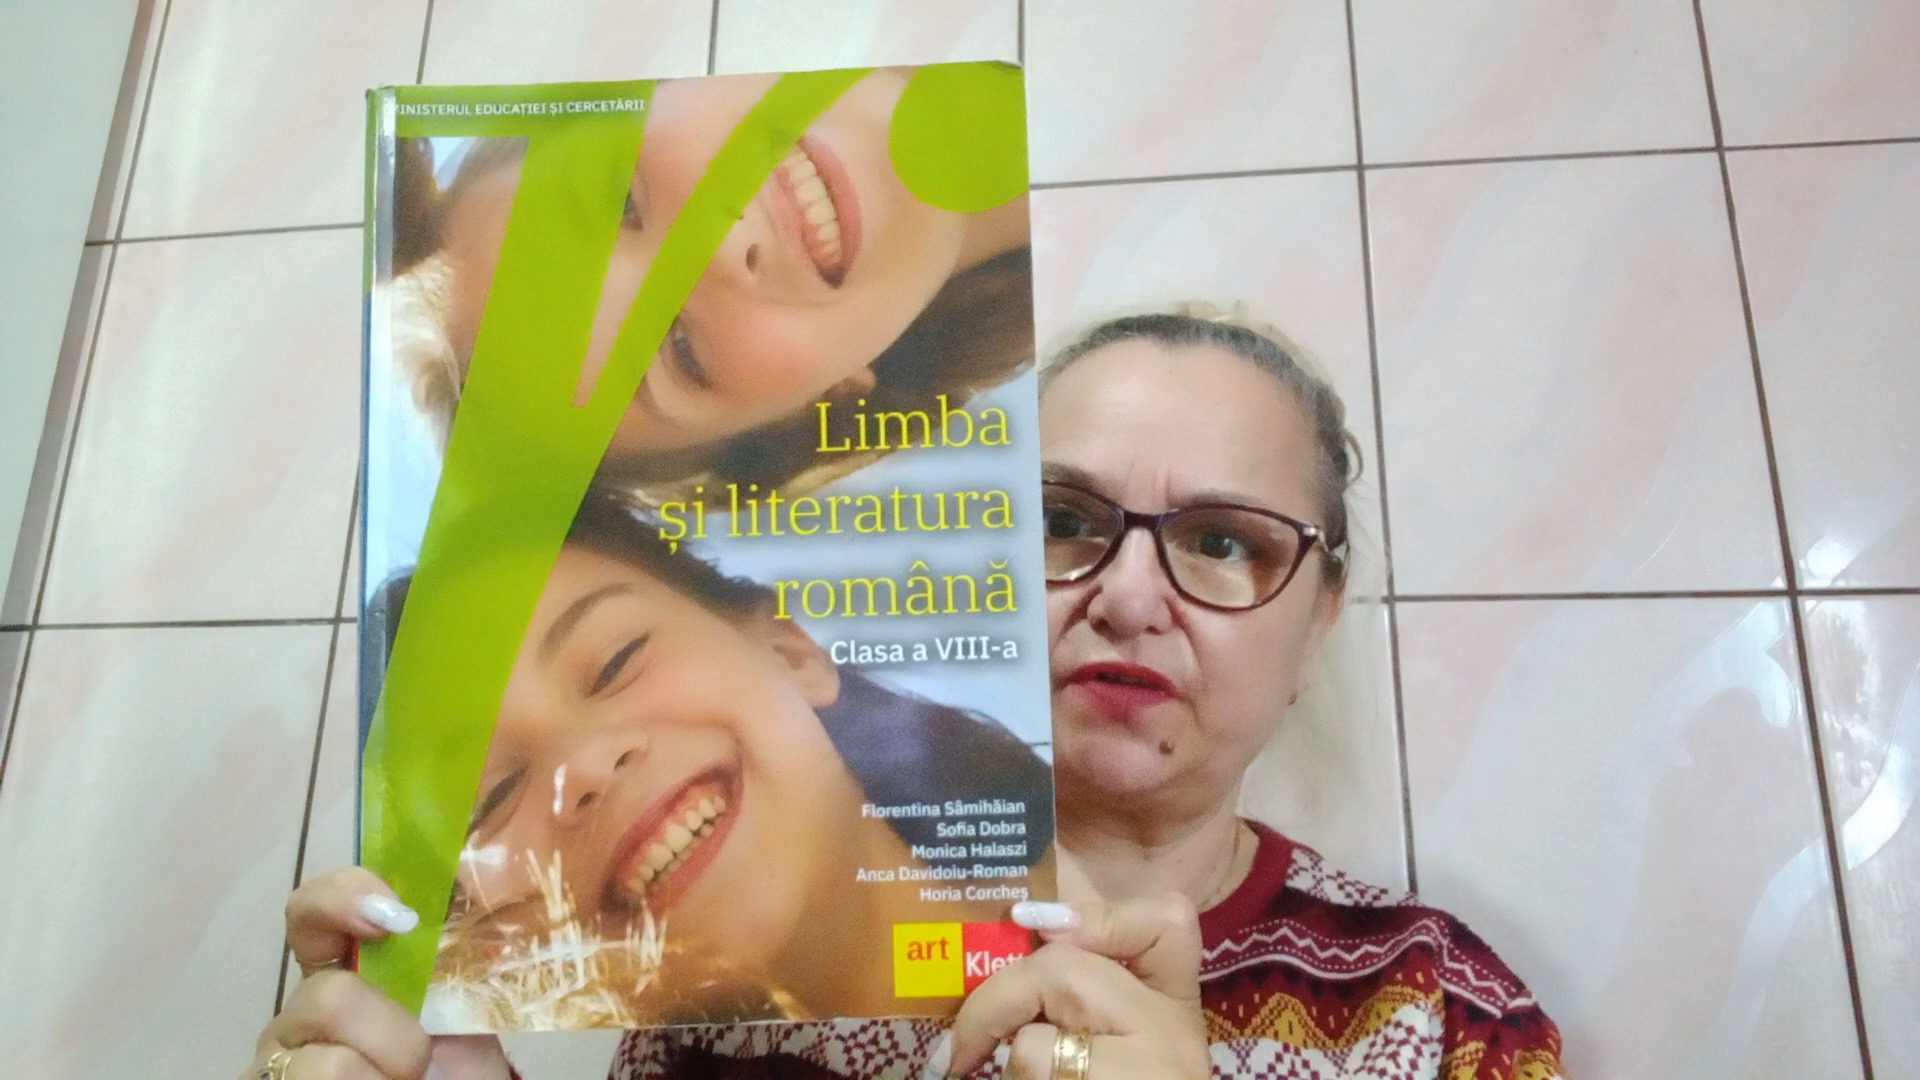 MINISTERUL EDUCAȚIEI ȘI CERCETĂRII
Limba
și literatura
română
Clasa a VIII-a
Florentina Sâmihăian
Sofia Dobra
Monica Halaszi
Anca Davidoiu-Roman
Horia Corcheș
art
Klett